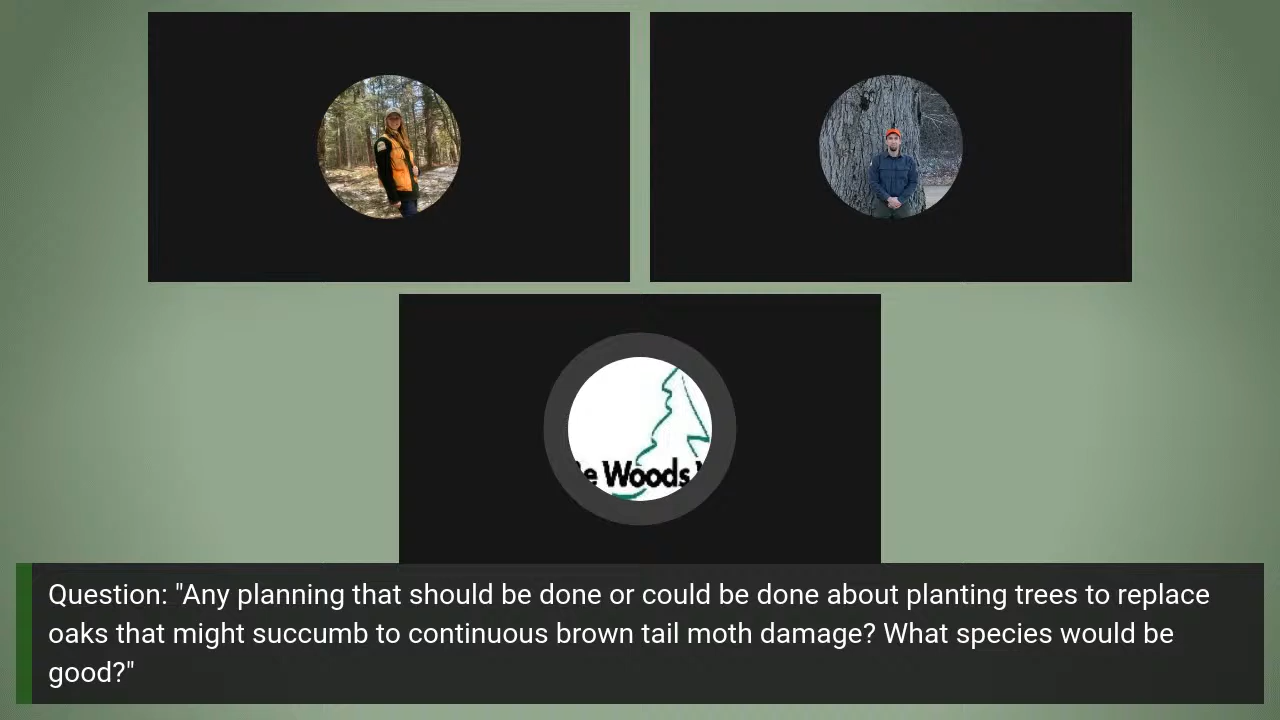 e Woods
Question: "Any planning that should be done or could be done about planting trees to replace
oaks that might succumb to continuous brown tail moth damage? What species would be
good?"